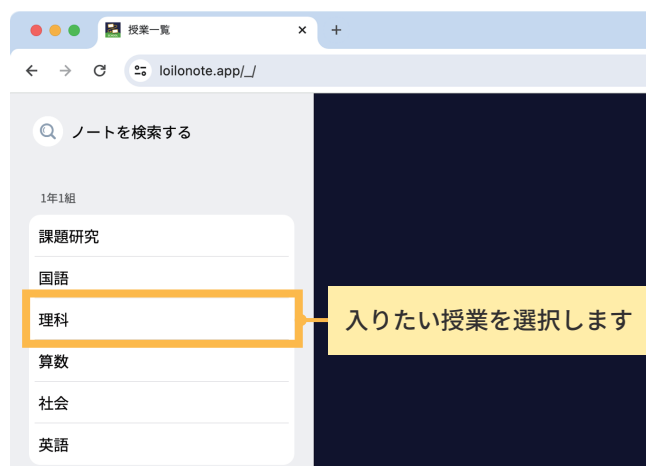 授業一覧
loilonote.app/_/
ノートを検索する
1年1組
課題研究
国語
理科
入りたい授業を選択します
算数
社会
英語